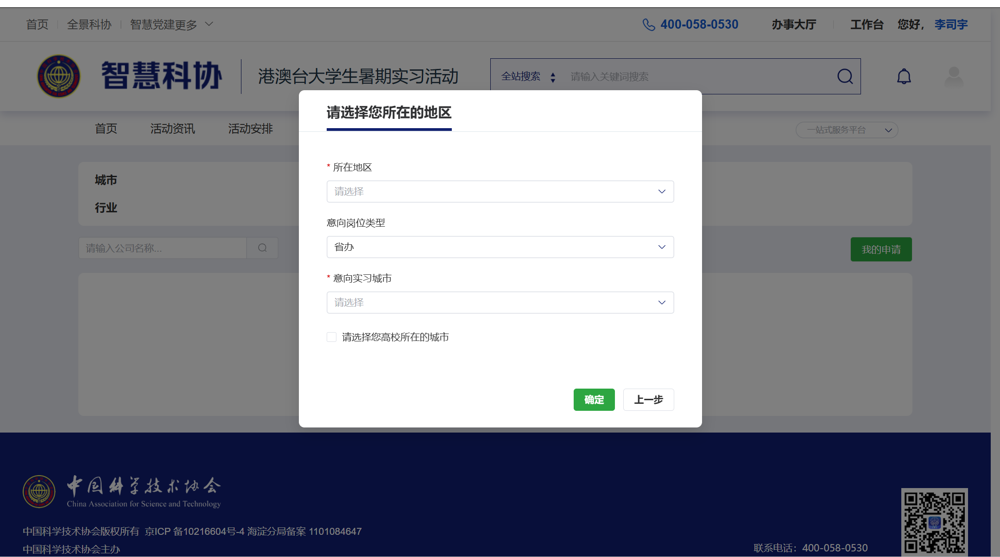 首页 全景科协 智慧党建更多 400-058-0530 办事大厅 工作台 您好, 李司宇
智慧科协 港澳台大学生暑期实习活动 全站搜索 请输入关键词搜索
首页 活动资讯 活动安排 一站式服务平台
请选择您所在的地区
* 所在地区
请选择
意向岗位类型
省办
* 意向实习城市
请选择
请选择您高校所在的城市
确定 上一步
城市
行业
请输入公司名称... 我的申请
中国科学技术协会
China Association for Science and Technology
中国科学技术协会版权所有 京ICP 备10216604号-4 海淀分局备案 1101084647
中国科学技术协会主办
联系电话：400-058-0530